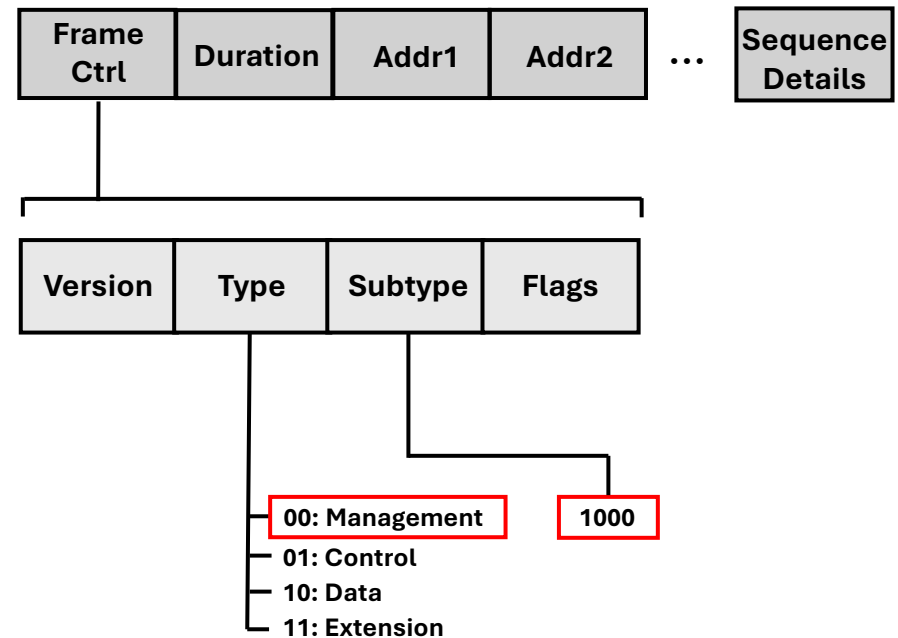 Frame
Ctrl
Duration
Addr1
Addr2
...
Sequence
Details
Version
Type
Subtype
Flags
00: Management
1000
01: Control
10: Data
11: Extension